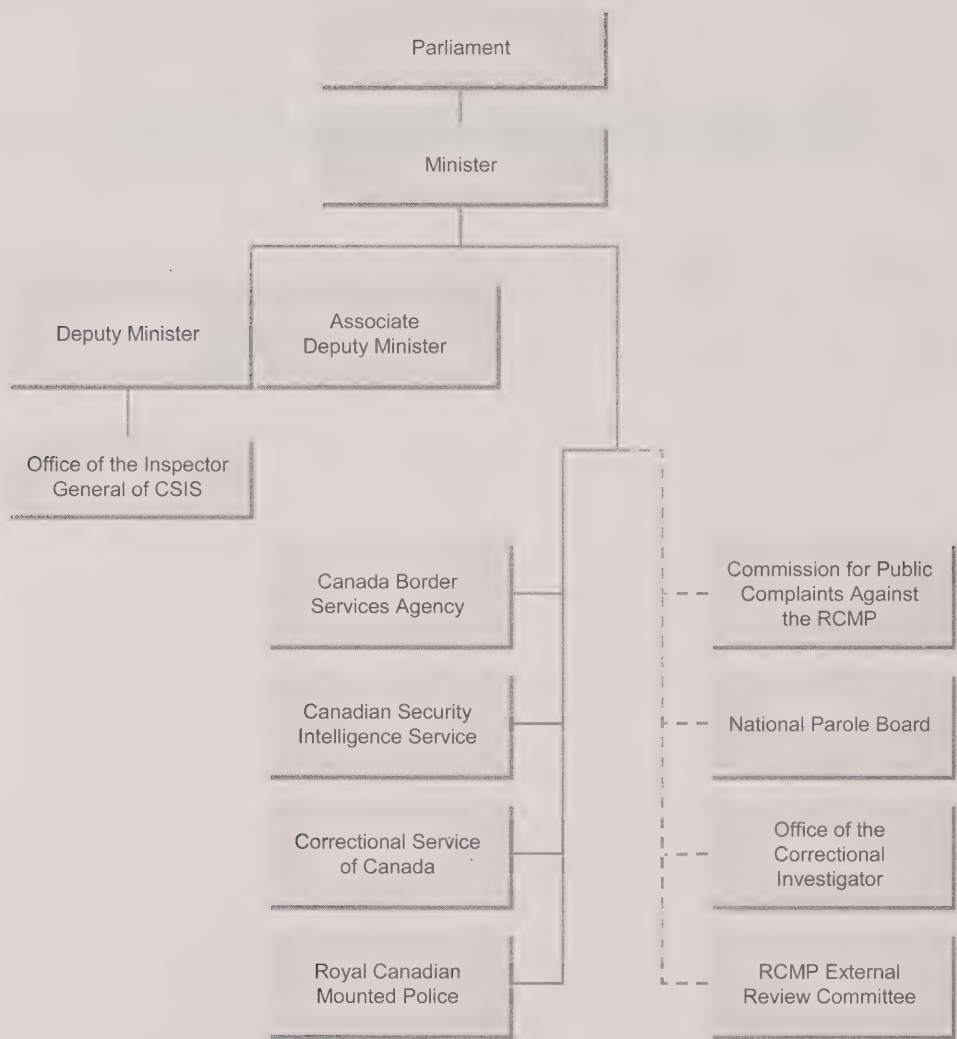 Parliament
Minister
Deputy Minister
Associate
Deputy Minister
Office of the Inspector
General of CSIS
Canada Border
Services Agency
Commission for Public
Complaints Against
the RCMP
Canadian Security
Intelligence Service
National Parole Board
Correctional Service
of Canada
Office of the
Correctional
Investigator
Royal Canadian
Mounted Police
RCMP External
Review Committee